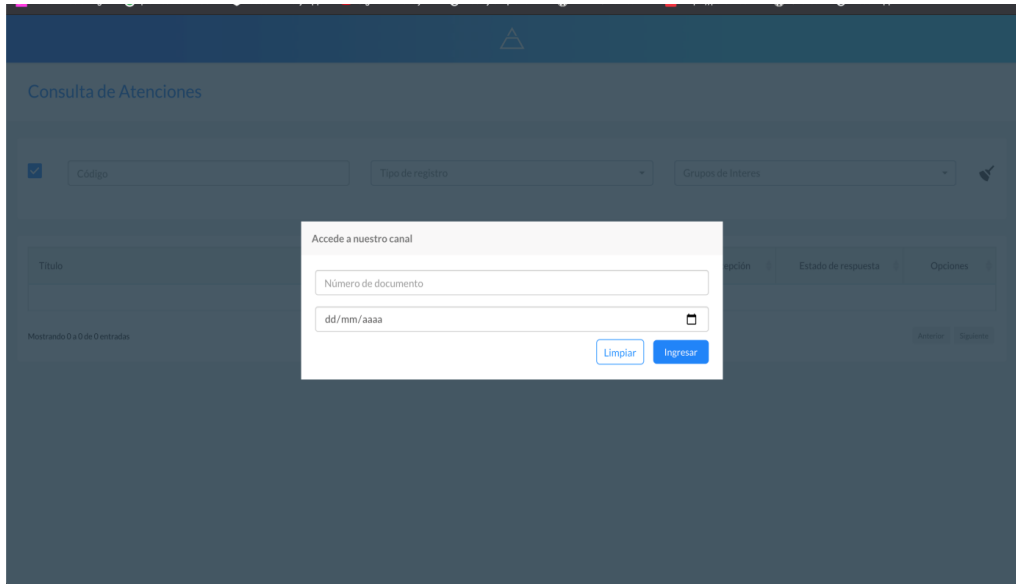 Consulta de Atenciones
Código
Tipo de registro
Grupos de interes
Accede a nuestro canal
Título
epción
Estado de respuesta
Opciones
Número de documento
dd/mm/aaaa
Mostrando 0 a 0 de 0 entradas
Anterior Siguiente
Limpiar
Ingresar